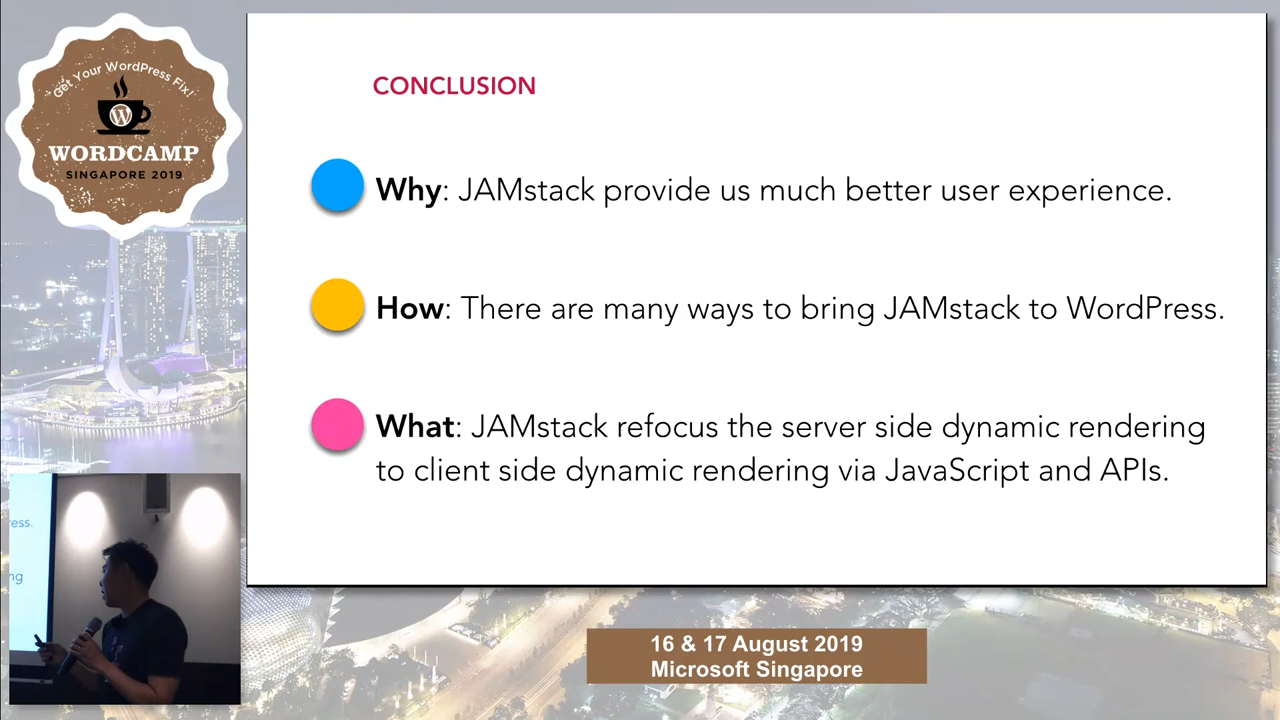 Get Your WordPress Fix!
WORDCAMP
SINGAPORE 2019
CONCLUSION
Why: JAMstack provide us much better user experience.
How: There are many ways to bring JAMstack to WordPress.
What: JAMstack refocus the server side dynamic rendering
to client side dynamic rendering via JavaScript and APIs.
ess.
ng
16 & 17 August 2019
Microsoft Singapore